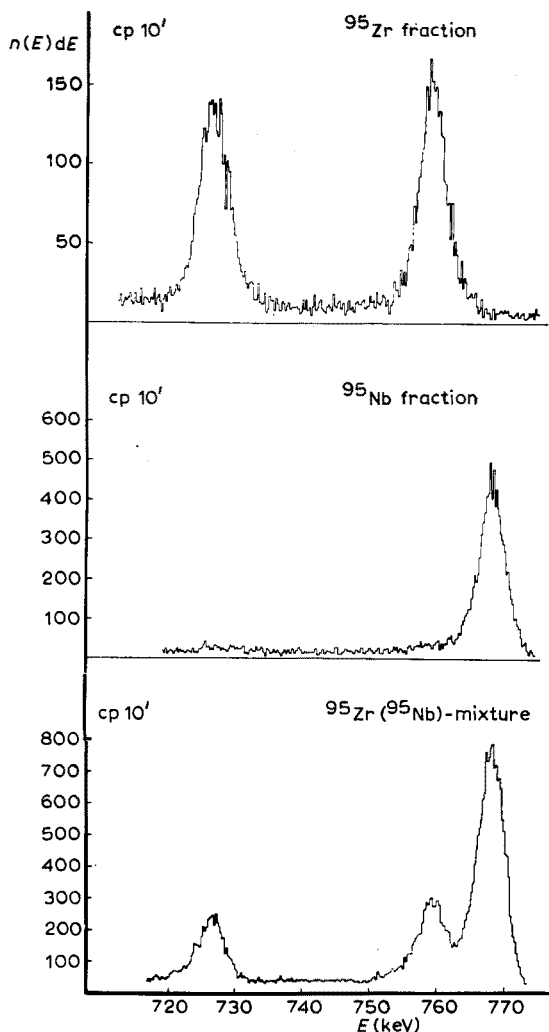 n(E)dE
cp 10′
⁹⁵Zr fraction
150
100
50
cp 10′
⁹⁵Nb fraction
600
500
400
300
200
100
cp 10′
⁹⁵Zr (⁹⁵Nb)-mixture
800
700
600
500
400
300
200
100
720 730 740 750 760 770
E (keV)